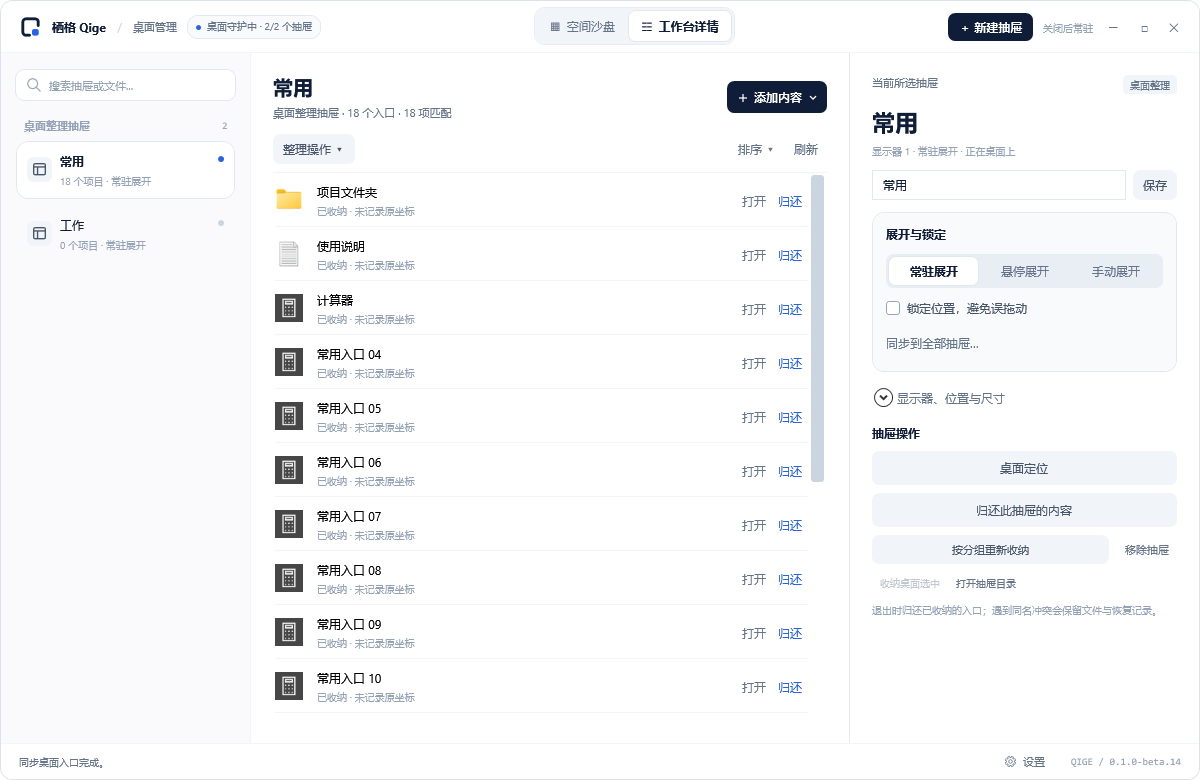 栖格 Qige / 桌面管理 桌面守护中 · 2/2 个抽屉 空间沙盘 工作台详情 + 新建抽屉 关闭后常驻
搜索抽屉或文件...
桌面整理抽屉 2
常用
18 个项目 · 常驻展开
工作
0 个项目 · 常驻展开
常用
桌面整理抽屉 · 18 个入口 · 18 项匹配
+ 添加内容
整理操作 排序 刷新
项目文件夹
已收纳 · 未记录原坐标
打开 归还
使用说明
已收纳 · 未记录原坐标
打开 归还
计算器
已收纳 · 未记录原坐标
打开 归还
常用入口 04
已收纳 · 未记录原坐标
打开 归还
常用入口 05
已收纳 · 未记录原坐标
打开 归还
常用入口 06
已收纳 · 未记录原坐标
打开 归还
常用入口 07
已收纳 · 未记录原坐标
打开 归还
常用入口 08
已收纳 · 未记录原坐标
打开 归还
常用入口 09
已收纳 · 未记录原坐标
打开 归还
常用入口 10
已收纳 · 未记录原坐标
打开 归还
当前所选抽屉 桌面整理
常用
显示器 1 · 常驻展开 · 正在桌面上
常用 保存
展开与锁定
常驻展开 悬停展开 手动展开
锁定位置，避免误拖动
同步到全部抽屉...
显示器、位置与尺寸
抽屉操作
桌面定位
归还此抽屉的内容
按分组重新收纳 移除抽屉
收纳桌面选中 打开抽屉目录
退出时归还已收纳的入口；遇到同名冲突会保留文件与恢复记录。
同步桌面入口完成。 设置 QIGE / 0.1.0-beta.14